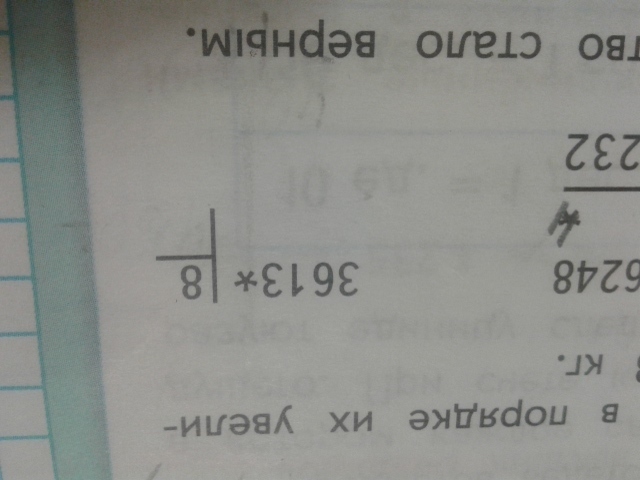 в порядке их увели-
кг.
6248 3613* 8
232
тво стало верным.